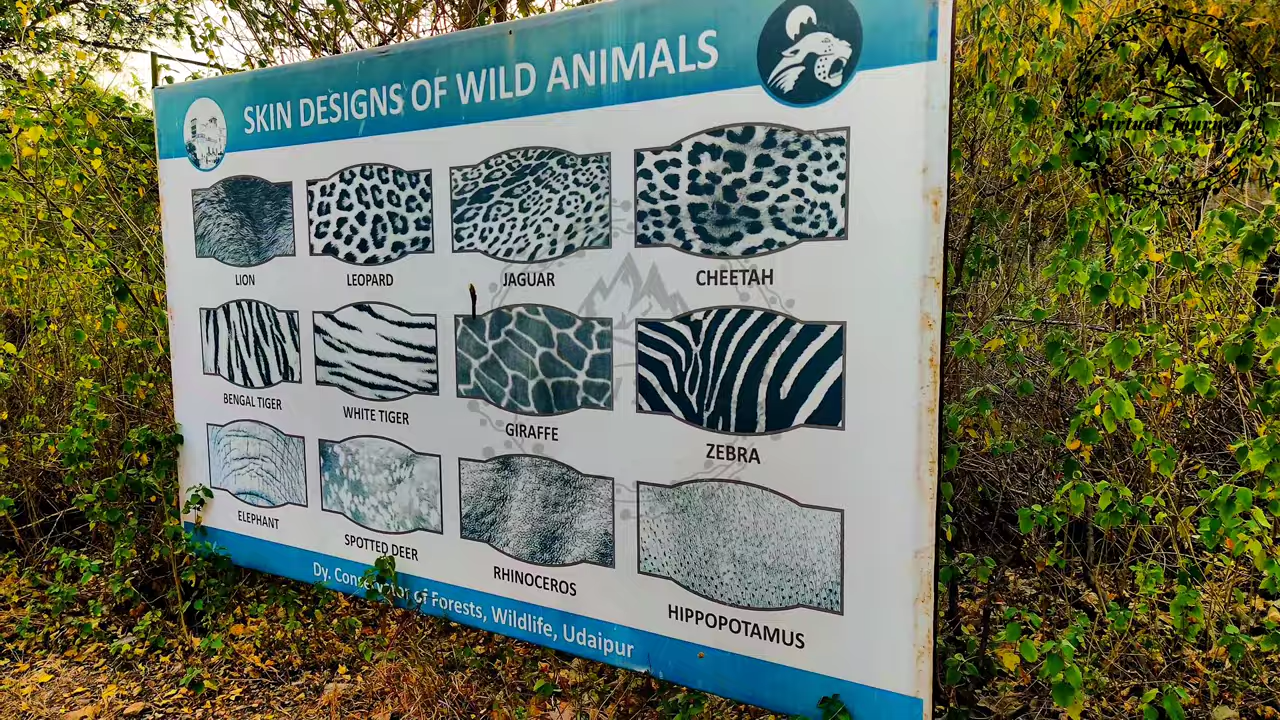 SKIN DESIGNS OF WILD ANIMALS
LION
LEOPARD
JAGUAR
CHEETAH
BENGAL TIGER
WHITE TIGER
GIRAFFE
ZEBRA
ELEPHANT
SPOTTED DEER
RHINOCEROS
HIPPOPOTAMUS
Dy. Conservator of Forests, Wildlife, Udaipur